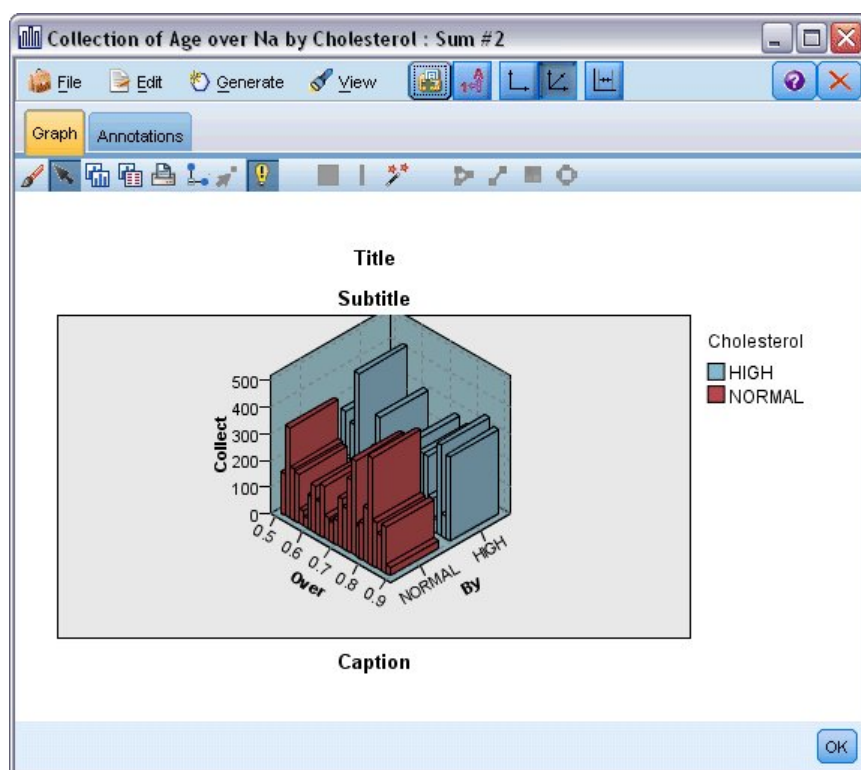 Collection of Age over Na by Cholesterol : Sum #2
File Edit Generate View
Graph Annotations
Title
Subtitle
Cholesterol
HIGH
NORMAL
500
400
300
200
100
0
Collect
0.5 0.6 0.7 0.8 0.9
Over
NORMAL HIGH
By
Caption
OK